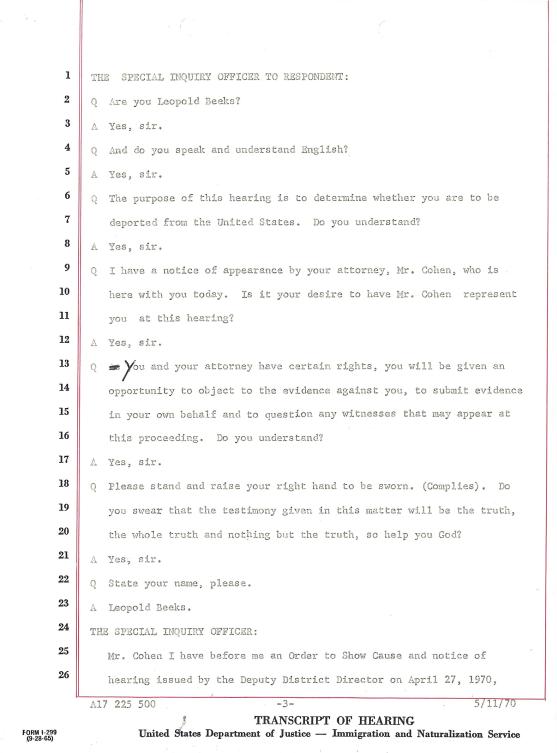 1 THE SPECIAL INQUIRY OFFICER TO RESPONDENT:
2 Q Are you Leopold Beeks?
3 A Yes, sir.
4 Q And do you speak and understand English?
5 A Yes, sir.
6 Q The purpose of this hearing is to determine whether you are to be
7 deported from the United States. Do you understand?
8 A Yes, sir.
9 Q I have a notice of appearance by your attorney, Mr. Cohen, who is
10 here with you today. Is it your desire to have Mr. Cohen represent
11 you at this hearing?
12 A Yes, sir.
13 Q You and your attorney have certain rights, you will be given an
14 opportunity to object to the evidence against you, to submit evidence
15 in your own behalf and to question any witnesses that may appear at
16 this proceeding. Do you understand?
17 A Yes, sir.
18 Q Please stand and raise your right hand to be sworn. (Complies). Do
19 you swear that the testimony given in this matter will be the truth,
20 the whole truth and nothing but the truth, so help you God?
21 A Yes, sir.
22 Q State your name, please.
23 A Leopold Beeks.
24 THE SPECIAL INQUIRY OFFICER:
25 Mr. Cohen I have before me an Order to Show Cause and notice of
26 hearing issued by the Deputy District Director on April 27, 1970,
A17 225 500 -3- 5/11/70
TRANSCRIPT OF HEARING
FORM I-299
(9-28-65)
United States Department of Justice — Immigration and Naturalization Service